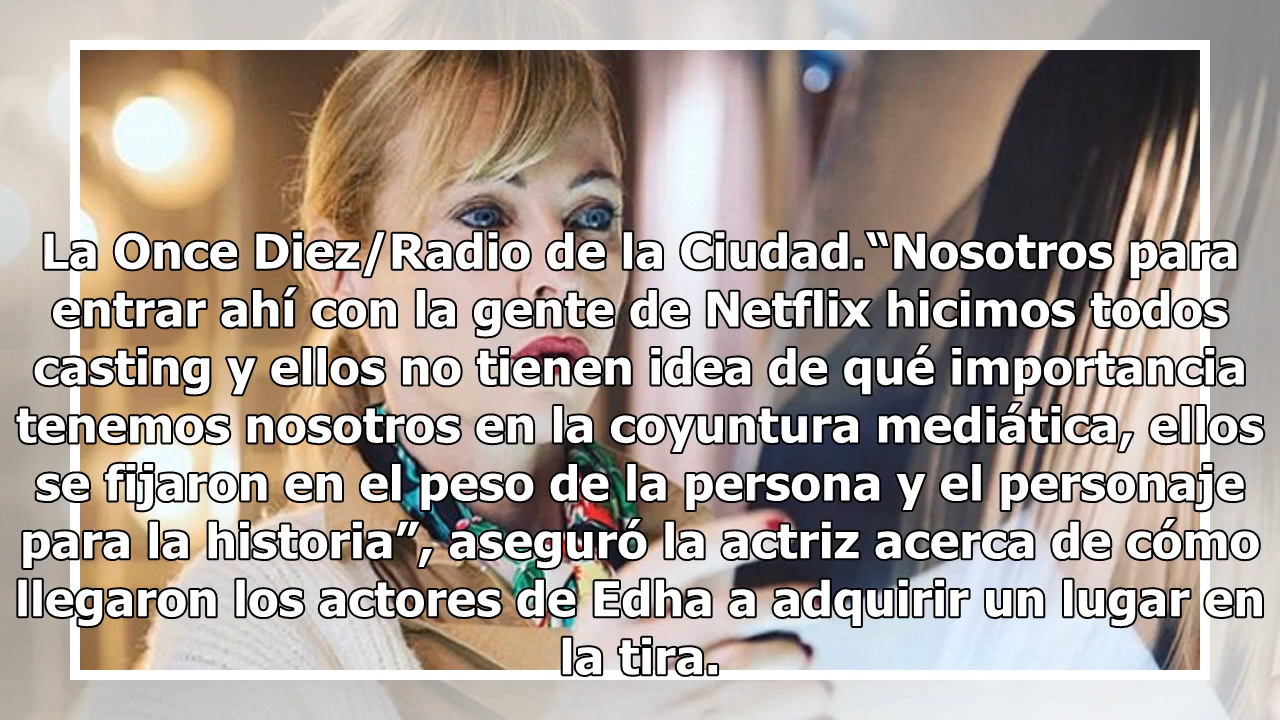 La Once Diez/Radio de la Ciudad.“Nosotros para
entrar ahí con la gente de Netflix hicimos todos
casting y ellos no tienen idea de qué importancia
tenemos nosotros en la coyuntura mediática, ellos
se fijaron en el peso de la persona y el personaje
para la historia”, aseguró la actriz acerca de cómo
llegaron los actores de Edha a adquirir un lugar en
la tira.